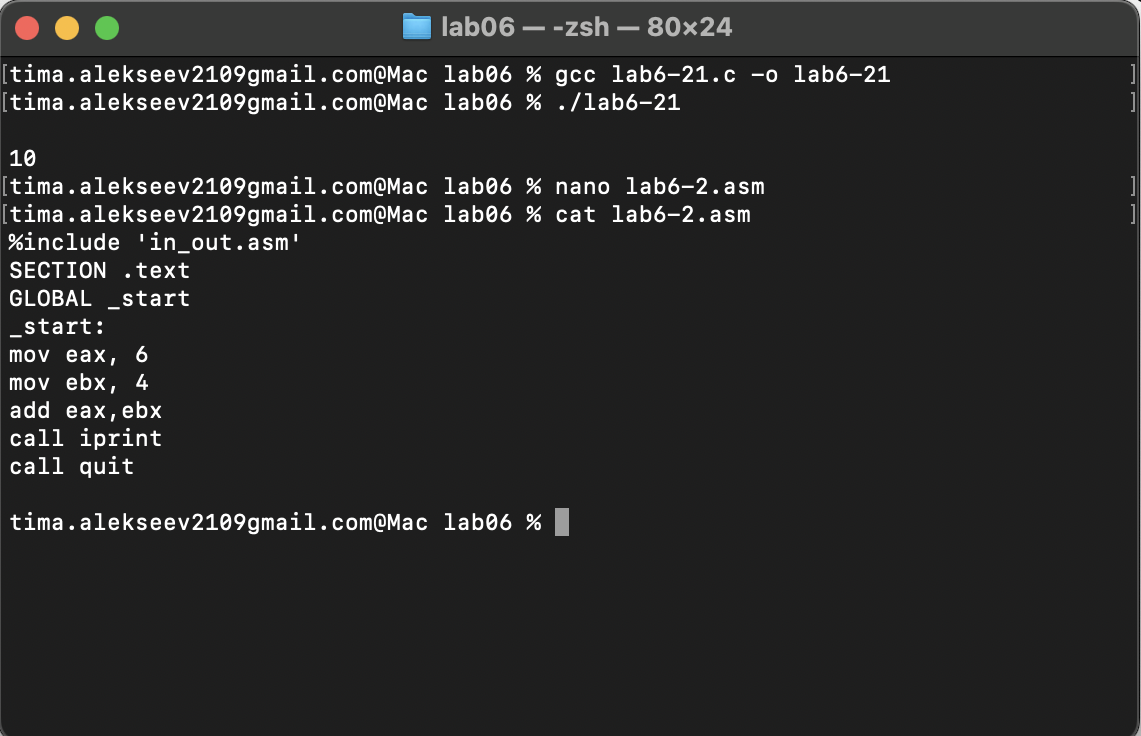 lab06 — -zsh — 80×24
[tima.alekseev2109gmail.com@Mac lab06 % gcc lab6-21.c -o lab6-21 ]
[tima.alekseev2109gmail.com@Mac lab06 % ./lab6-21 ]
10
[tima.alekseev2109gmail.com@Mac lab06 % nano lab6-2.asm ]
[tima.alekseev2109gmail.com@Mac lab06 % cat lab6-2.asm ]
%include 'in_out.asm'
SECTION .text
GLOBAL _start
_start:
mov eax, 6
mov ebx, 4
add eax,ebx
call iprint
call quit
tima.alekseev2109gmail.com@Mac lab06 %